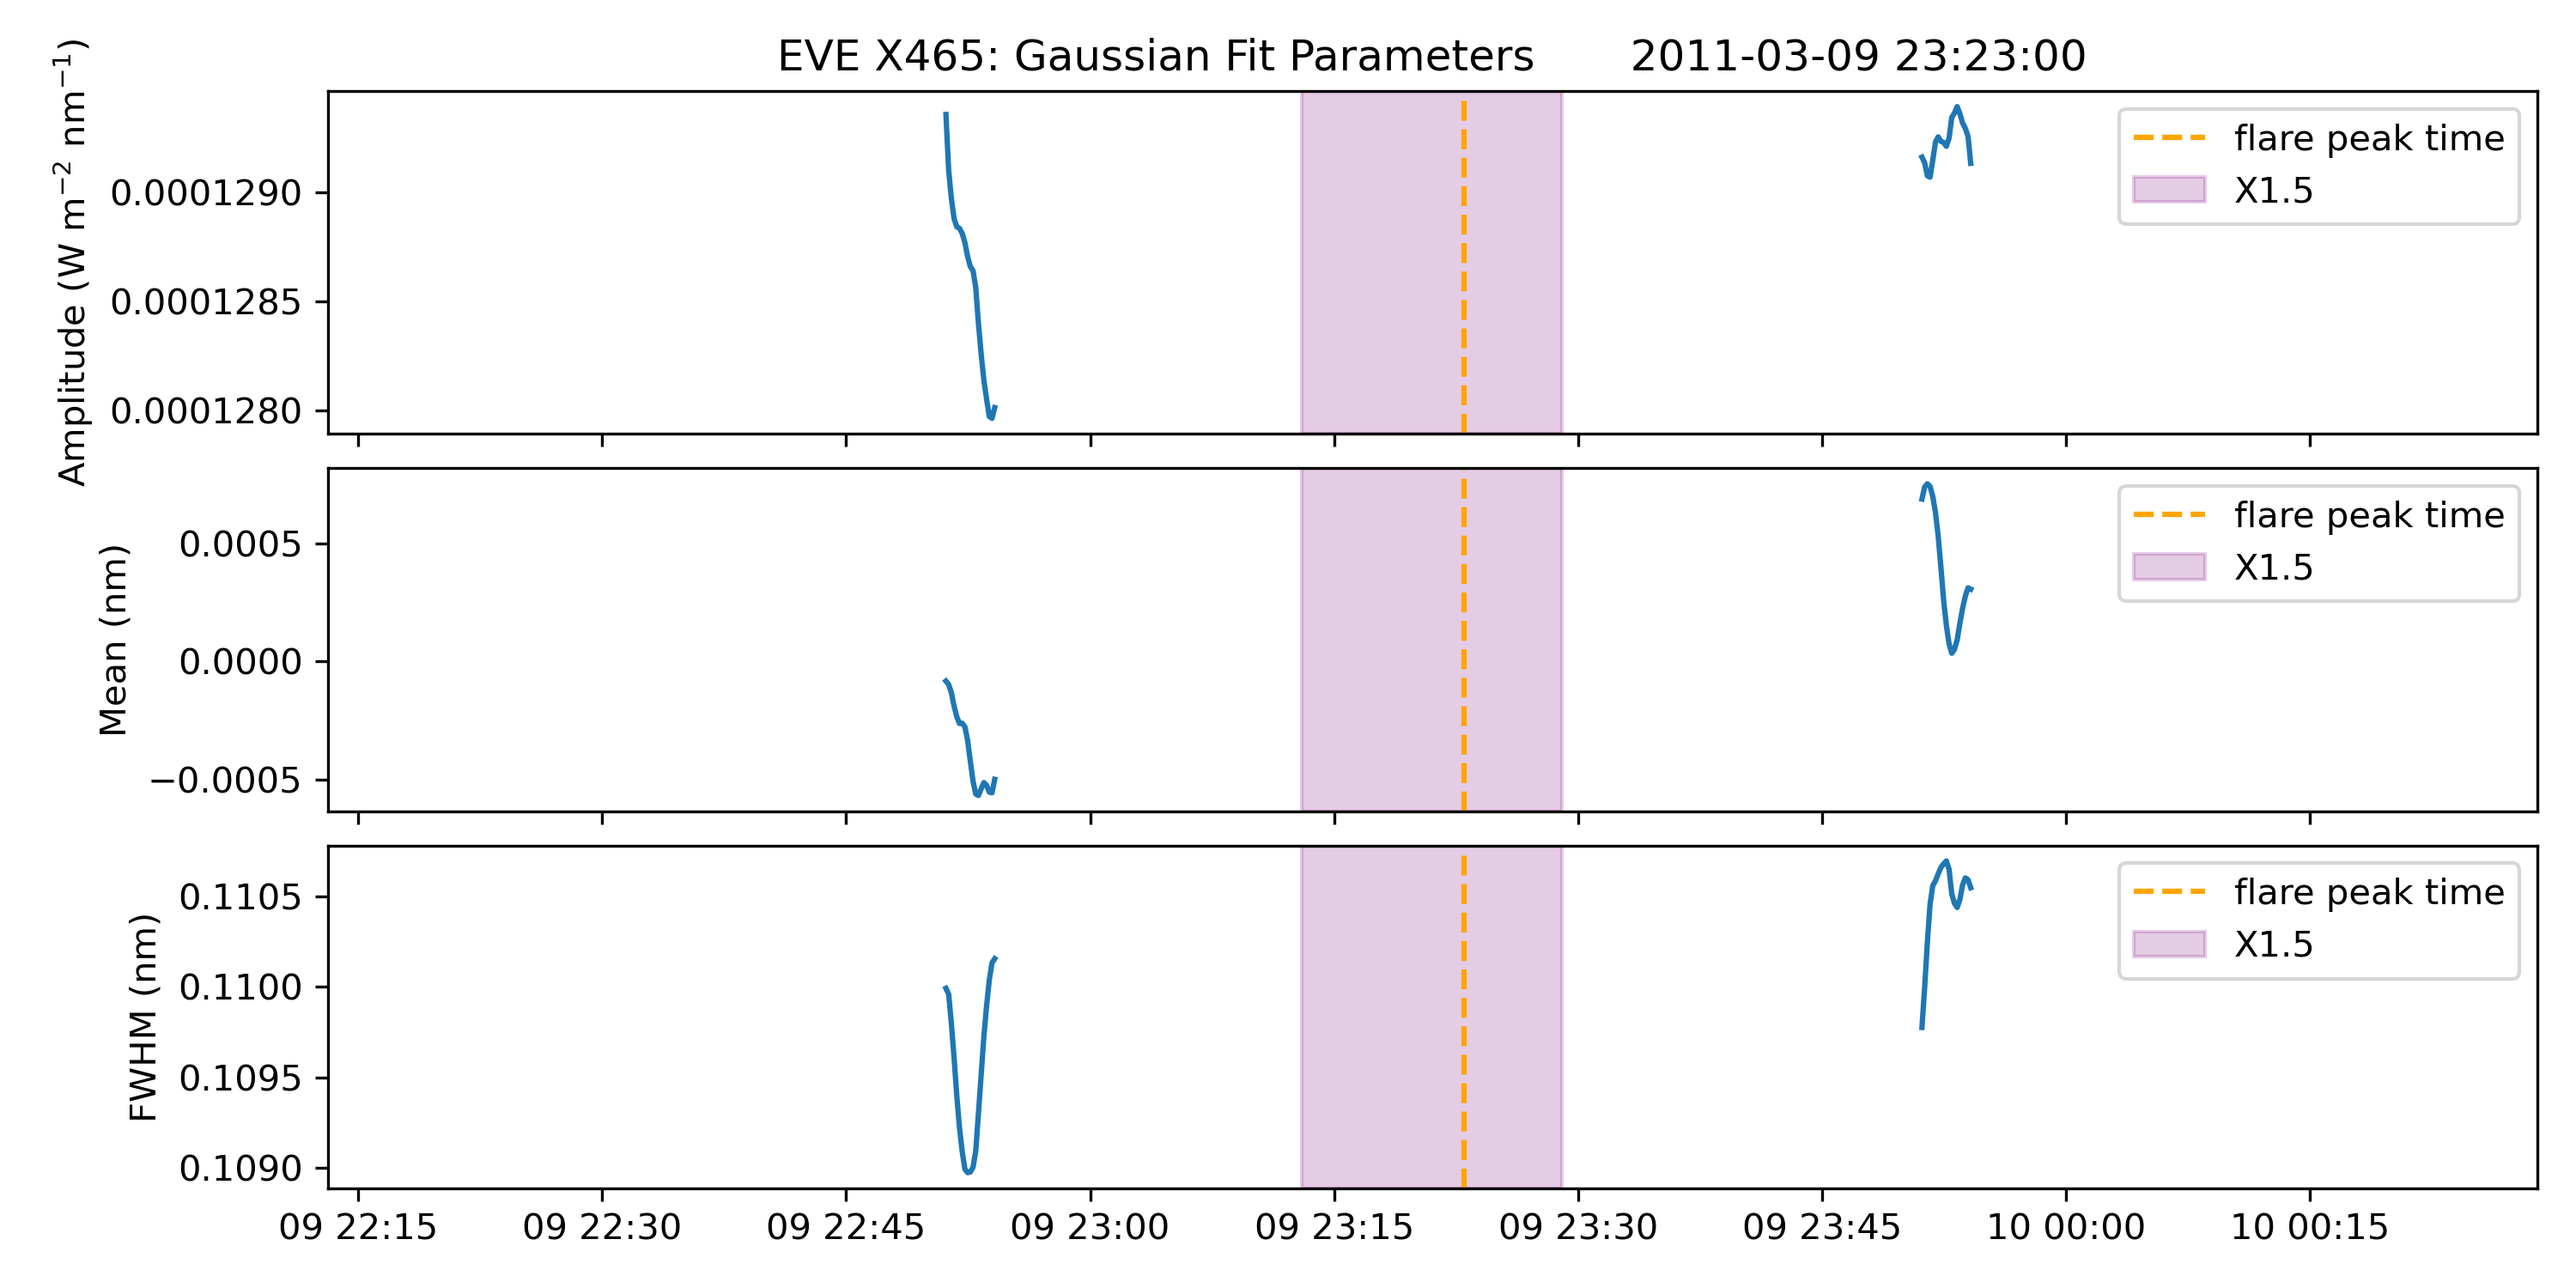 EVE X465: Gaussian Fit Parameters 2011-03-09 23:23:00
Amplitude (W m⁻² nm⁻¹)
0.0001290
0.0001285
0.0001280
flare peak time
X1.5
Mean (nm)
0.0005
0.0000
−0.0005
flare peak time
X1.5
FWHM (nm)
0.1105
0.1100
0.1095
0.1090
flare peak time
X1.5
09 22:15 09 22:30 09 22:45 09 23:00 09 23:15 09 23:30 09 23:45 10 00:00 10 00:15